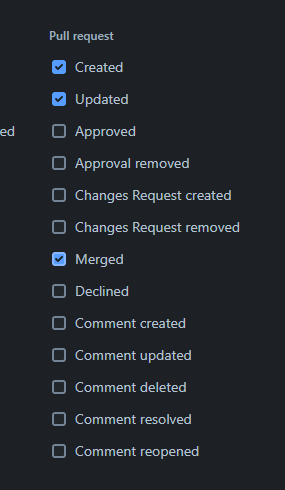 Pull request
Created
Updated
ed
Approved
Approval removed
Changes Request created
Changes Request removed
Merged
Declined
Comment created
Comment updated
Comment deleted
Comment resolved
Comment reopened